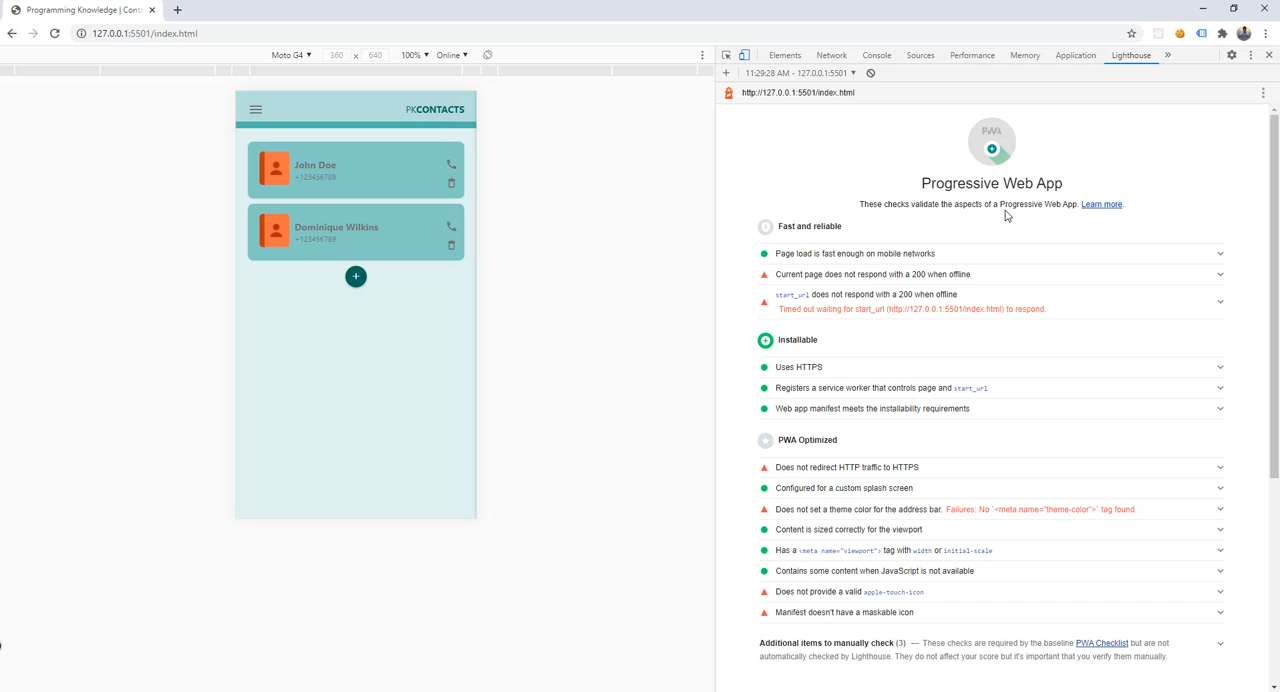 Programming Knowledge | Conta
127.0.0.1:5501/index.html
Moto G4 360 x 640 100% Online
Elements Network Console Sources Performance Memory Application Lighthouse »
11:29:28 AM - 127.0.0.1:5501
http://127.0.0.1:5501/index.html
PKCONTACTS
John Doe
+123456789
Dominique Wilkins
+123456789
+
PWA
Progressive Web App
These checks validate the aspects of a Progressive Web App. Learn more.
Fast and reliable
Page load is fast enough on mobile networks
Current page does not respond with a 200 when offline
start_url does not respond with a 200 when offline
Timed out waiting for start_url (http://127.0.0.1:5501/index.html) to respond.
Installable
Uses HTTPS
Registers a service worker that controls page and start_url
Web app manifest meets the installability requirements
PWA Optimized
Does not redirect HTTP traffic to HTTPS
Configured for a custom splash screen
Does not set a theme color for the address bar. Failures: No `<meta name="theme-color">` tag found.
Content is sized correctly for the viewport
Has a <meta name="viewport"> tag with width or initial-scale
Contains some content when JavaScript is not available
Does not provide a valid apple-touch-icon
Manifest doesn't have a maskable icon
Additional items to manually check (3) — These checks are required by the baseline PWA Checklist but are not
automatically checked by Lighthouse. They do not affect your score but it's important that you verify them manually.